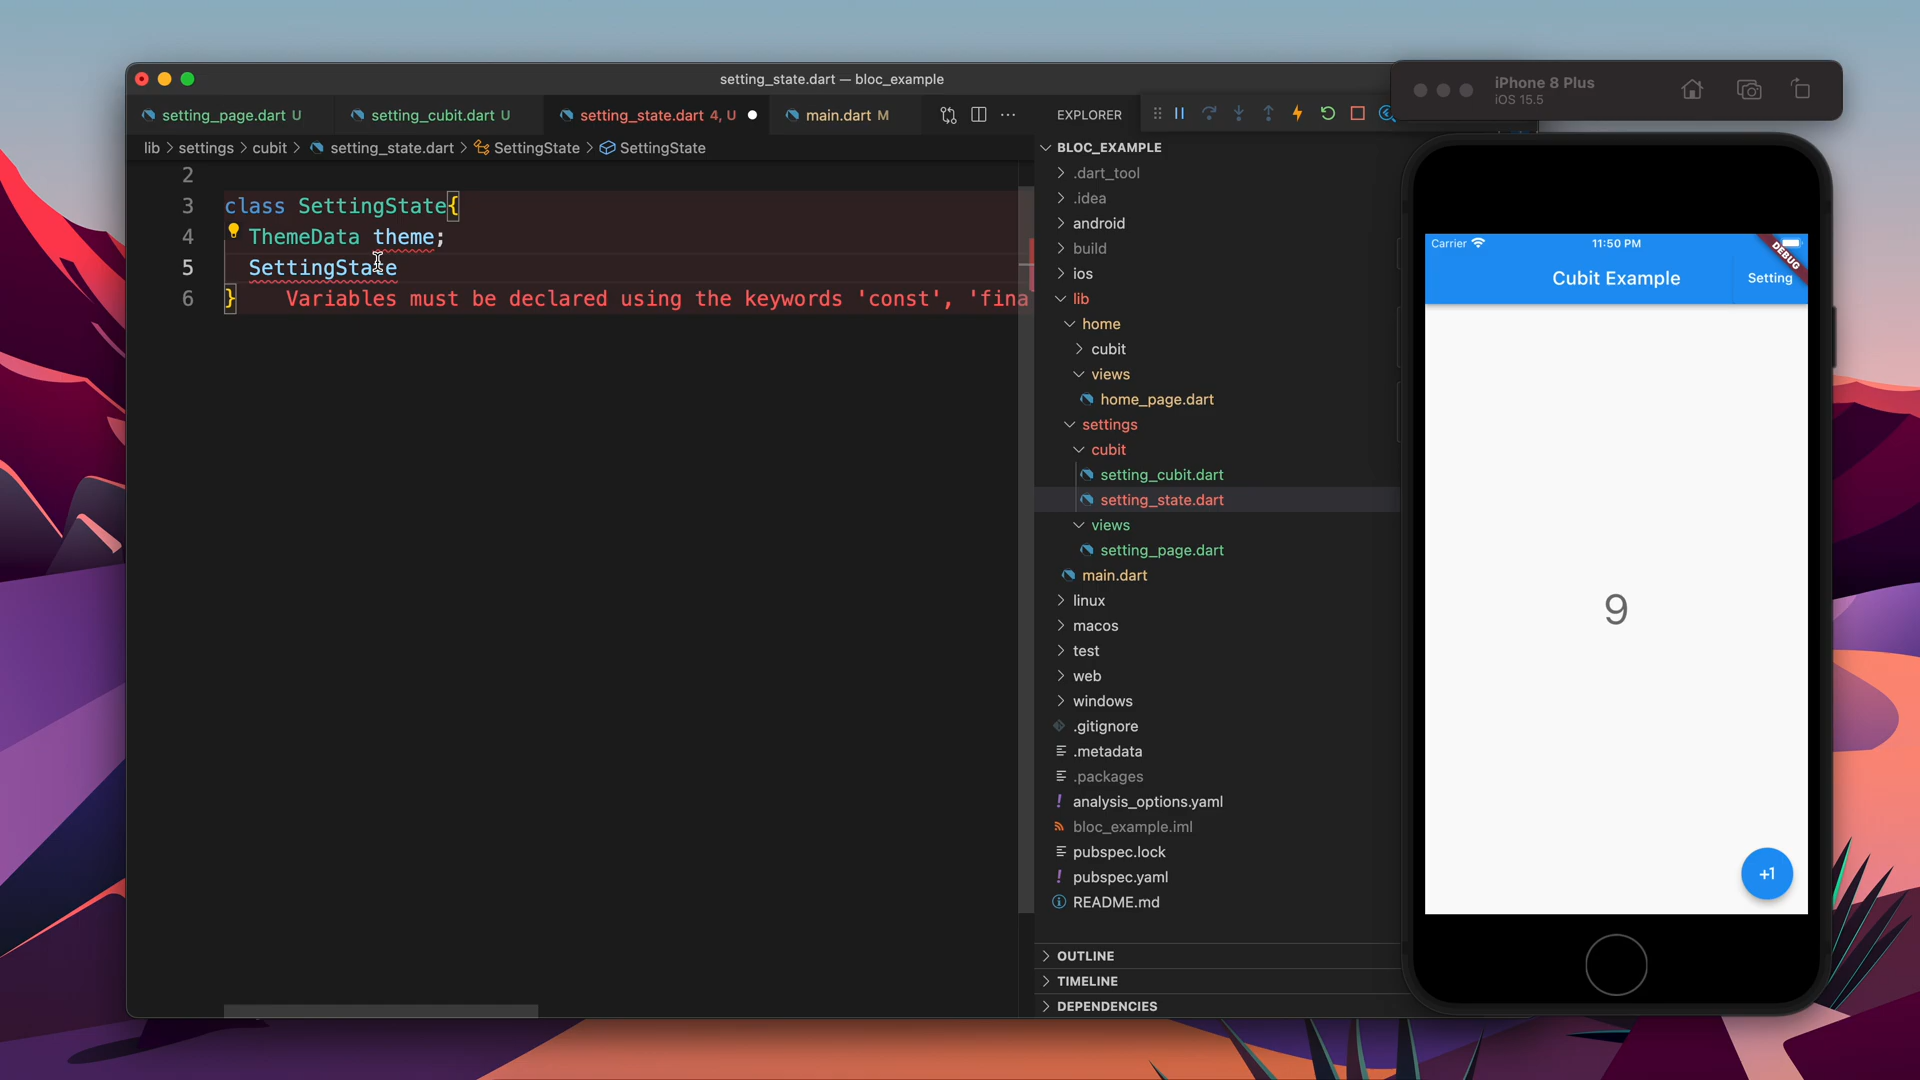 setting_state.dart — bloc_example
setting_page.dart U
setting_cubit.dart U
setting_state.dart 4, U
main.dart M
lib > settings > cubit > setting_state.dart > SettingState > SettingState
2
3 class SettingState{
4 ThemeData theme;
5 SettingState
6 } Variables must be declared using the keywords 'const', 'fina
EXPLORER
BLOC_EXAMPLE
.dart_tool
.idea
android
build
ios
lib
home
cubit
views
home_page.dart
settings
cubit
setting_cubit.dart
setting_state.dart
views
setting_page.dart
main.dart
linux
macos
test
web
windows
.gitignore
.metadata
.packages
analysis_options.yaml
bloc_example.iml
pubspec.lock
pubspec.yaml
README.md
OUTLINE
TIMELINE
DEPENDENCIES
iPhone 8 Plus
iOS 15.5
Carrier
11:50 PM
DEBUG
Cubit Example
Setting
9
+1